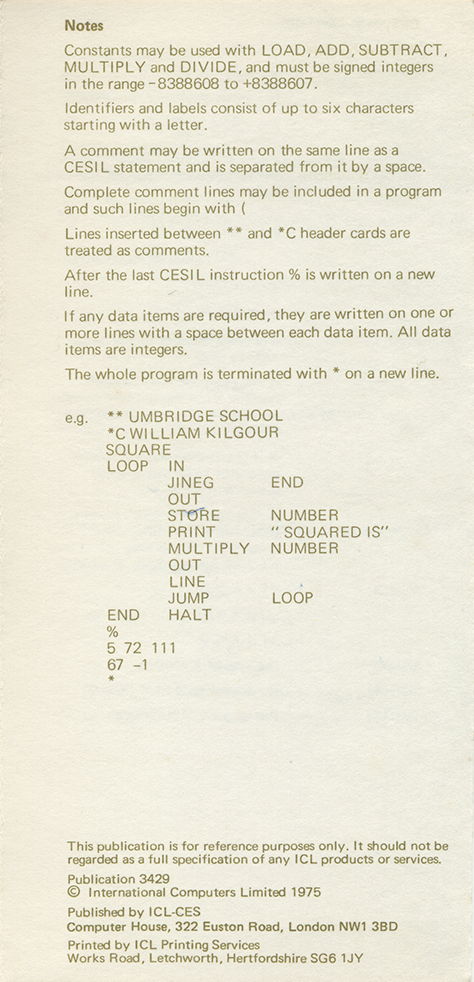 Notes
Constants may be used with LOAD, ADD, SUBTRACT,
MULTIPLY and DIVIDE, and must be signed integers
in the range −8388608 to +8388607.
Identifiers and labels consist of up to six characters
starting with a letter.
A comment may be written on the same line as a
CESIL statement and is separated from it by a space.
Complete comment lines may be included in a program
and such lines begin with (
Lines inserted between ** and *C header cards are
treated as comments.
After the last CESIL instruction % is written on a new
line.
If any data items are required, they are written on one or
more lines with a space between each data item. All data
items are integers.
The whole program is terminated with * on a new line.
e.g. ** UMBRIDGE SCHOOL
*C WILLIAM KILGOUR
SQUARE
LOOP IN
JINEG END
OUT
STORE NUMBER
PRINT “ SQUARED IS”
MULTIPLY NUMBER
OUT
LINE
JUMP LOOP
END HALT
%
5 72 111
67 −1
*
This publication is for reference purposes only. It should not be
regarded as a full specification of any ICL products or services.
Publication 3429
© International Computers Limited 1975
Published by ICL-CES
Computer House, 322 Euston Road, London NW1 3BD
Printed by ICL Printing Services
Works Road, Letchworth, Hertfordshire SG6 1JY